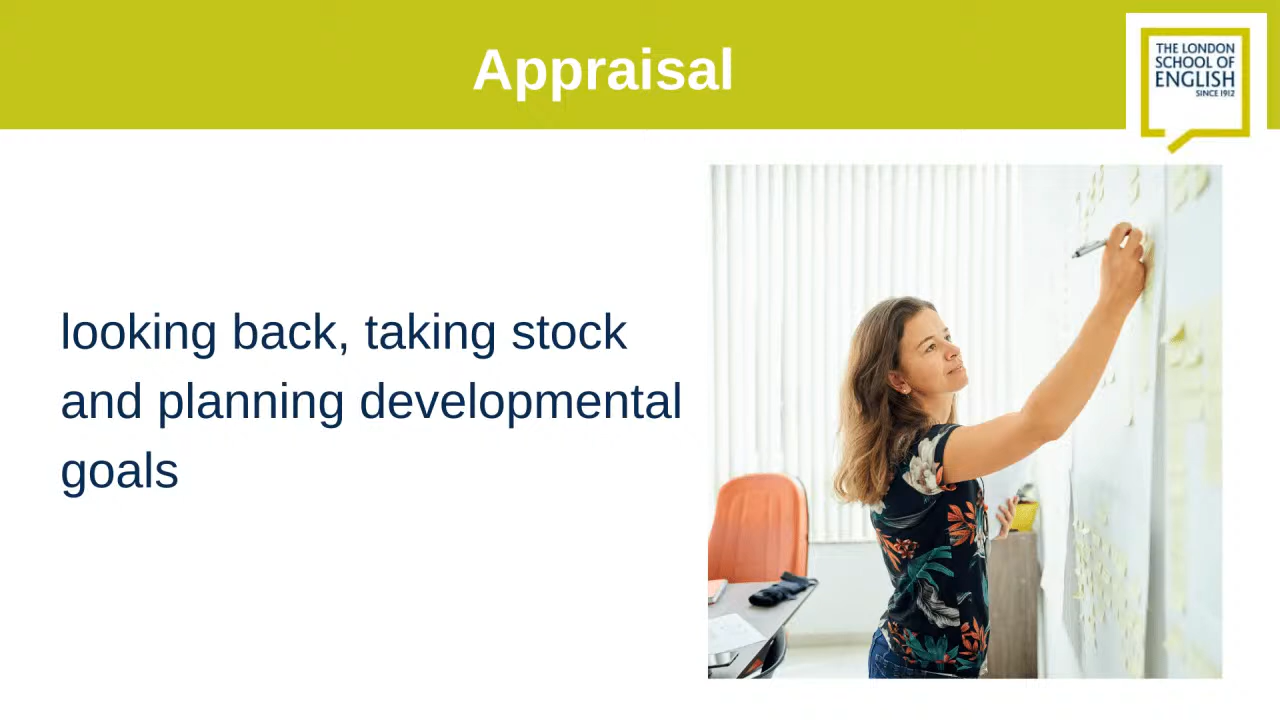 Appraisal
THE LONDON
SCHOOL OF
ENGLISH
SINCE 1912
looking back, taking stock
and planning developmental
goals